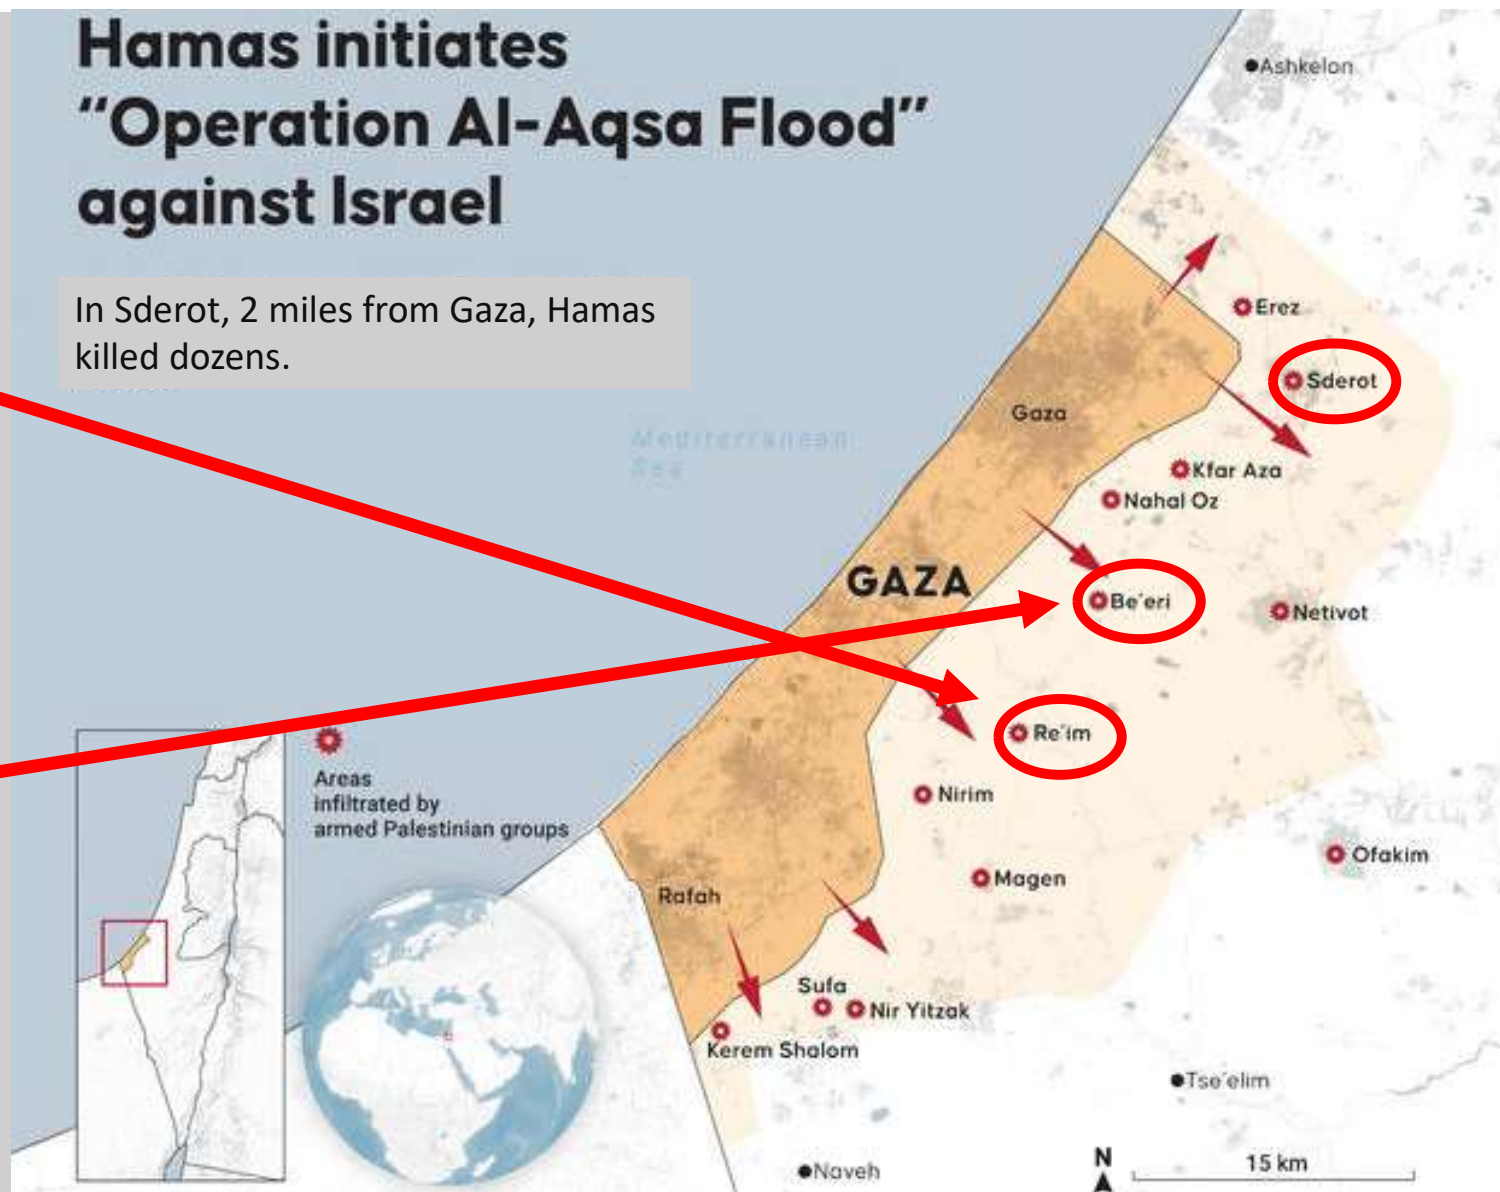 Hamas initiates
“Operation Al-Aqsa Flood”
against Israel
In Sderot, 2 miles from Gaza, Hamas
killed dozens.
Ashkelon
Erez
Sderot
Gaza
Mediterranean
Sea
Kfar Aza
Nahal Oz
GAZA
Be'eri
Netivot
Re'im
Areas
infiltrated by
armed Palestinian groups
Nirim
Ofakim
Magen
Rafah
Sufa
Nir Yitzak
Kerem Shalom
Tse'elim
Naveh
N
15 km